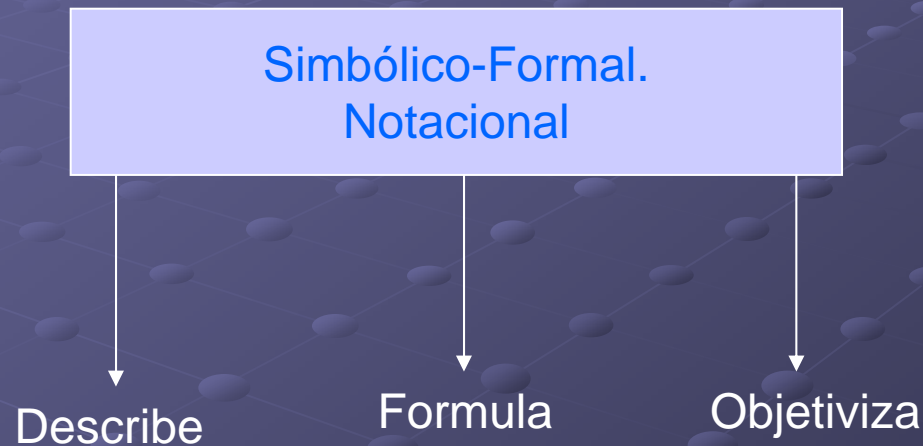 Simbólico-Formal.
Notacional
Describe
Formula
Objetiviza